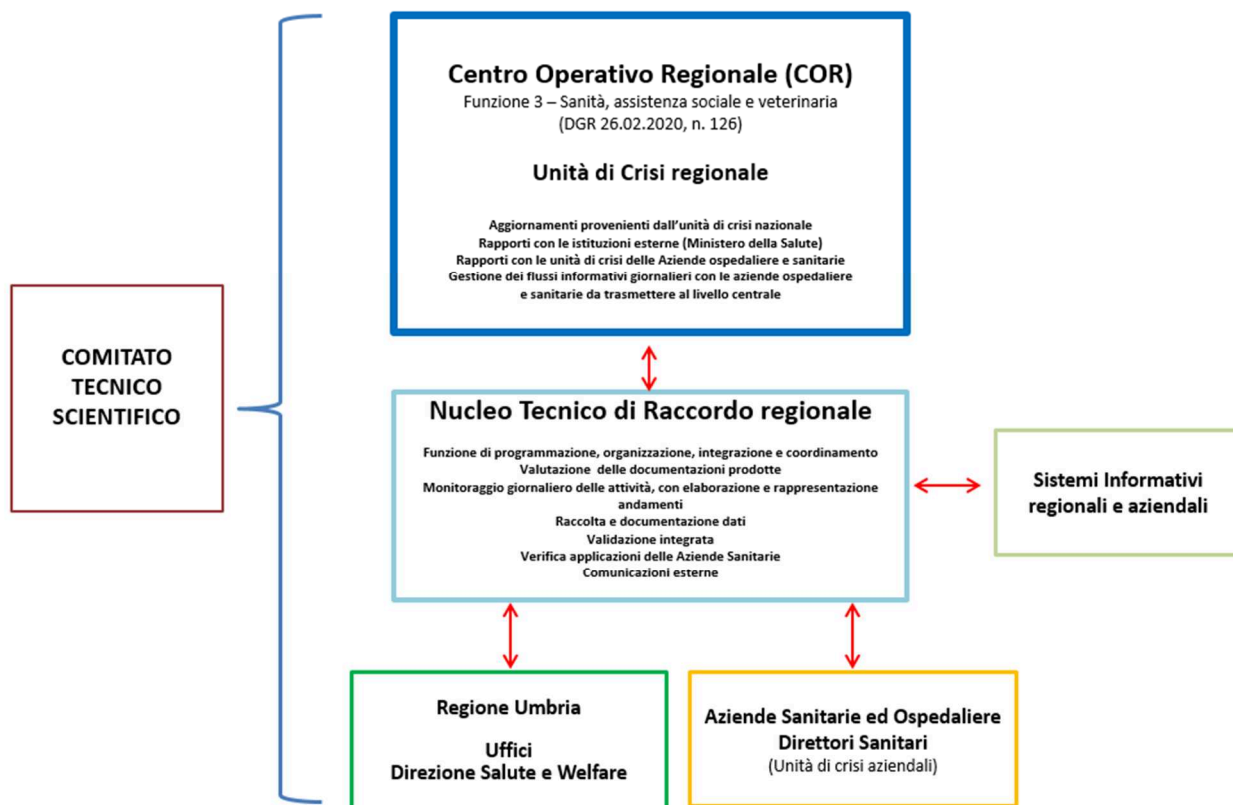 Centro Operativo Regionale (COR)
Funzione 3 – Sanità, assistenza sociale e veterinaria
(DGR 26.02.2020, n. 126)
Unità di Crisi regionale
Aggiornamenti provenienti dall'unità di crisi nazionale
Rapporti con le istituzioni esterne (Ministero della Salute)
Rapporti con le unità di crisi delle Aziende ospedaliere e sanitarie
Gestione dei flussi informativi giornalieri con le aziende ospedaliere
e sanitarie da trasmettere al livello centrale
COMITATO
TECNICO
SCIENTIFICO
Nucleo Tecnico di Raccordo regionale
Funzione di programmazione, organizzazione, integrazione e coordinamento
Valutazione delle documentazioni prodotte
Monitoraggio giornaliero delle attività, con elaborazione e rappresentazione
andamenti
Raccolta e documentazione dati
Validazione integrata
Verifica applicazioni delle Aziende Sanitarie
Comunicazioni esterne
Sistemi Informativi
regionali e aziendali
Regione Umbria
Uffici
Direzione Salute e Welfare
Aziende Sanitarie ed Ospedaliere
Direttori Sanitari
(Unità di crisi aziendali)